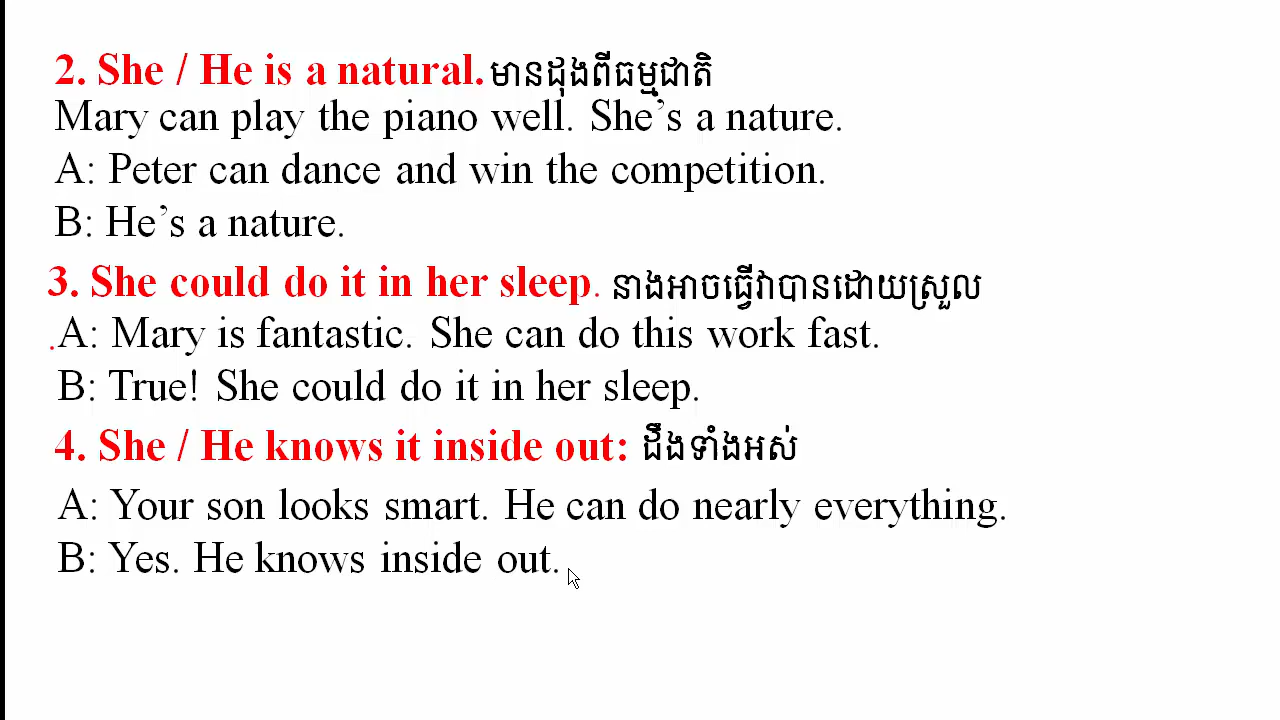 2. She / He is a natural. មានដុងពីធម្មជាតិ
Mary can play the piano well. She’s a nature.
A: Peter can dance and win the competition.
B: He’s a nature.
3. She could do it in her sleep. នាងអាចធ្វើវាបានដោយស្រួល
.A: Mary is fantastic. She can do this work fast.
B: True! She could do it in her sleep.
4. She / He knows it inside out: ដឹងទាំងអស់
A: Your son looks smart. He can do nearly everything.
B: Yes. He knows inside out.